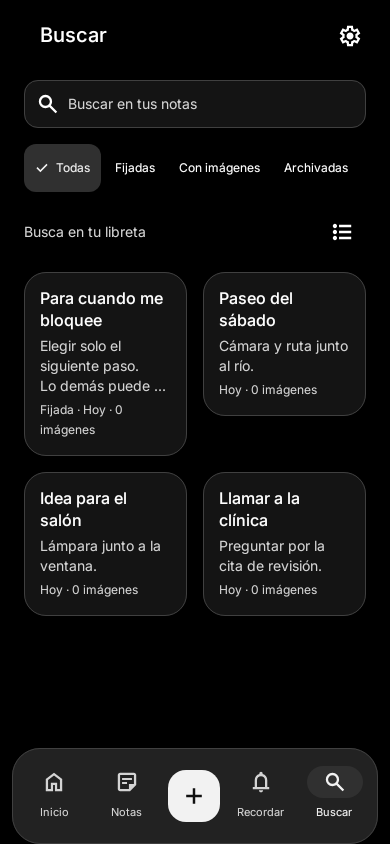 Buscar
Buscar en tus notas
Todas
Fijadas
Con imágenes
Archivadas
Busca en tu libreta
Para cuando me
bloquee
Elegir solo el
siguiente paso.
Lo demás puede ...
Fijada · Hoy · 0
imágenes
Paseo del
sábado
Cámara y ruta junto
al río.
Hoy · 0 imágenes
Idea para el
salón
Lámpara junto a la
ventana.
Hoy · 0 imágenes
Llamar a la
clínica
Preguntar por la
cita de revisión.
Hoy · 0 imágenes
Inicio
Notas
Recordar
Buscar